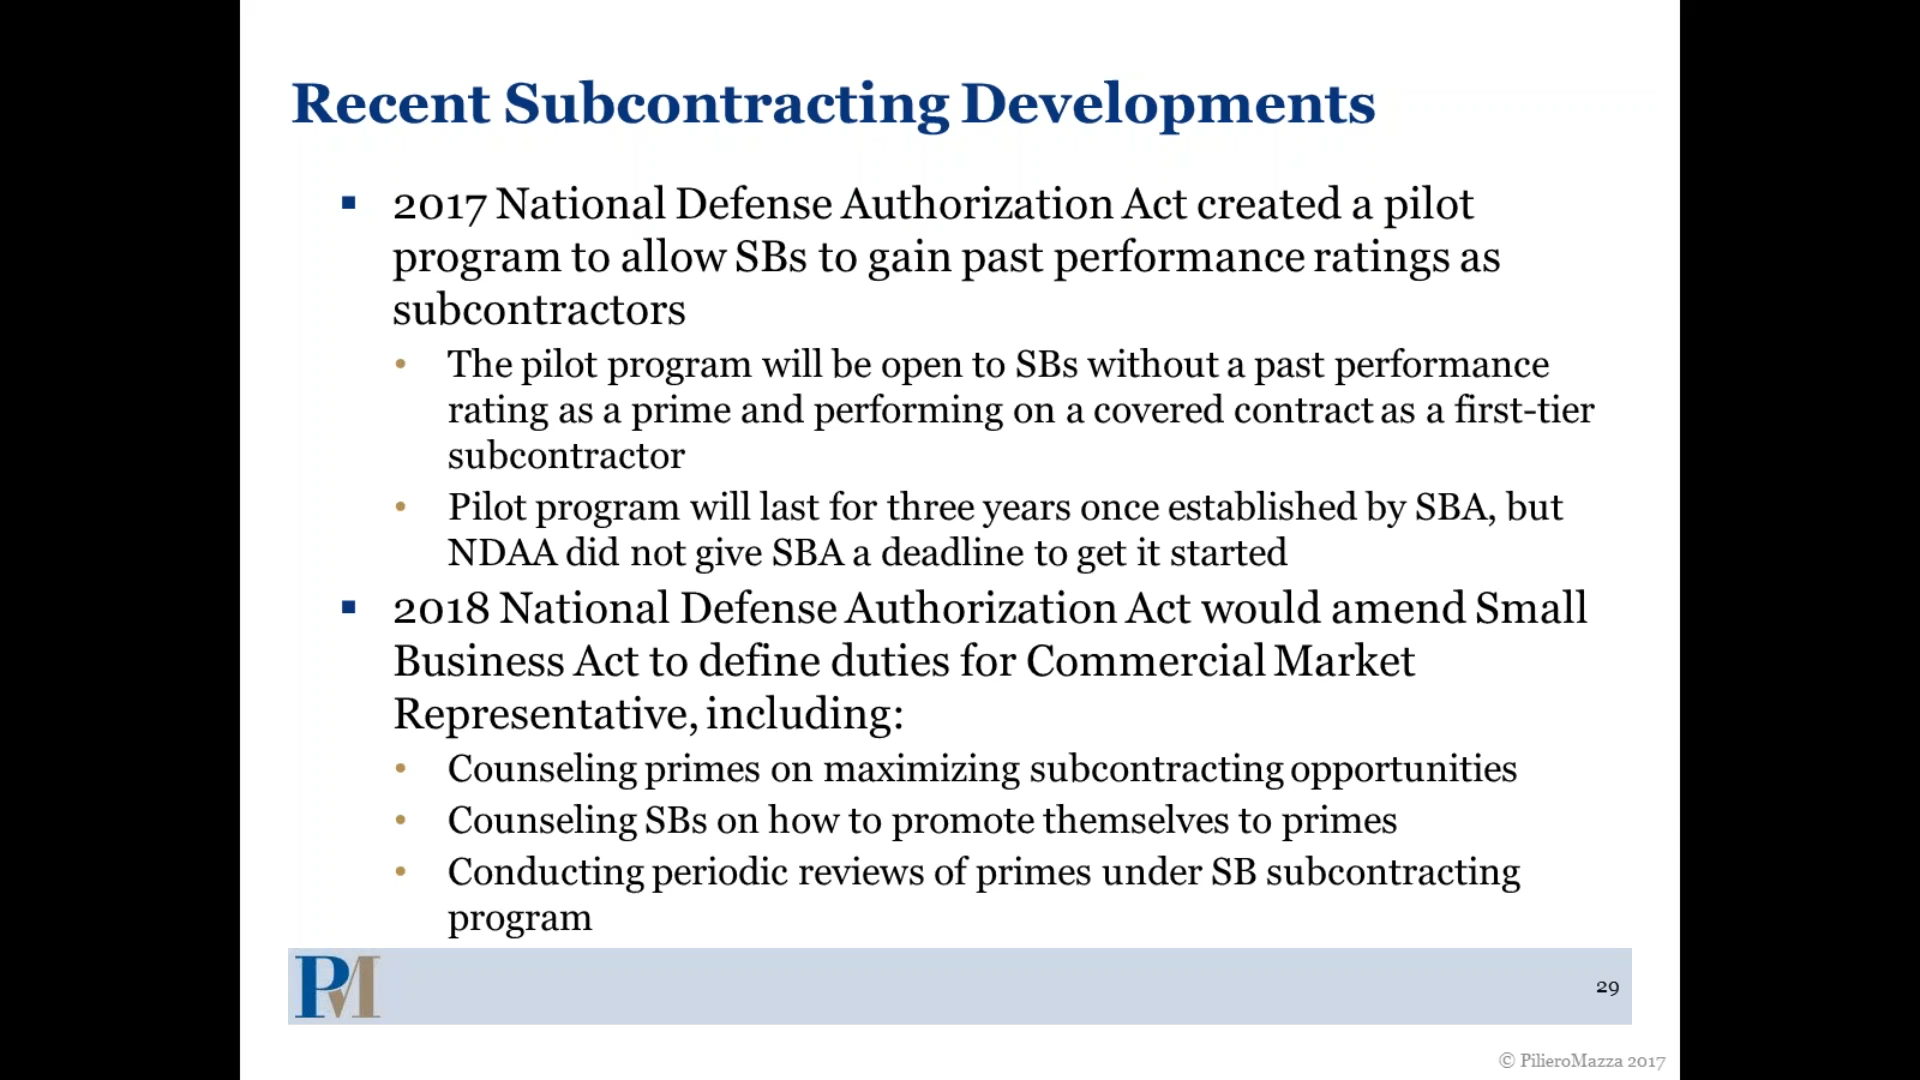 Recent Subcontracting Developments
▪ 2017 National Defense Authorization Act created a pilot
program to allow SBs to gain past performance ratings as
subcontractors
• The pilot program will be open to SBs without a past performance
rating as a prime and performing on a covered contract as a first-tier
subcontractor
• Pilot program will last for three years once established by SBA, but
NDAA did not give SBA a deadline to get it started
▪ 2018 National Defense Authorization Act would amend Small
Business Act to define duties for Commercial Market
Representative, including:
• Counseling primes on maximizing subcontracting opportunities
• Counseling SBs on how to promote themselves to primes
• Conducting periodic reviews of primes under SB subcontracting
program
PM
29
© PilieroMazza 2017